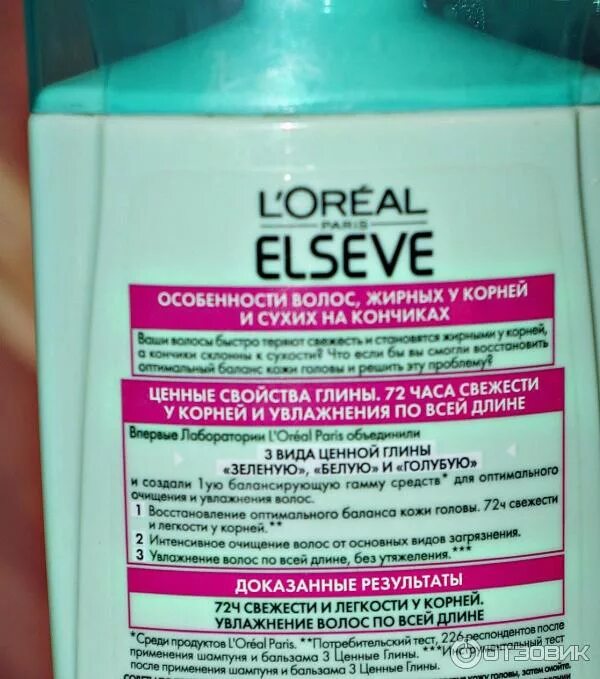 L'ORÉAL
PARIS
ELSEVE
ОСОБЕННОСТИ ВОЛОС, ЖИРНЫХ У КОРНЕЙ
И СУХИХ НА КОНЧИКАХ
Ваши волосы быстро теряют свежесть и становятся жирными у корней,
а кончики склонны к сухости? Что если бы вы смогли восстановить
оптимальный баланс кожи головы и решить эту проблему?
ЦЕННЫЕ СВОЙСТВА ГЛИНЫ. 72 ЧАСА СВЕЖЕСТИ
У КОРНЕЙ И УВЛАЖНЕНИЯ ПО ВСЕЙ ДЛИНЕ
Впервые Лаборатории L'Oréal Paris объединили
3 ВИДА ЦЕННОЙ ГЛИНЫ
«ЗЕЛЕНУЮ», «БЕЛУЮ» И «ГОЛУБУЮ»
и создали 1ую балансирующую гамму средств* для оптимального
очищения и увлажнения волос.
1 Восстановление оптимального баланса кожи головы. 72ч свежести
и легкости у корней.**
2 Интенсивное очищение волос от основных видов загрязнения.
3 Увлажнение волос по всей длине, без утяжеления.***
ДОКАЗАННЫЕ РЕЗУЛЬТАТЫ
72Ч СВЕЖЕСТИ И ЛЕГКОСТИ У КОРНЕЙ.
УВЛАЖНЕНИЕ ВОЛОС ПО ВСЕЙ ДЛИНЕ
*Среди продуктов L'Oréal Paris. **Потребительский тест, 226 респондентов после
применения шампуня и бальзама 3 Ценные Глины. ***Инструментальный тест
после применения шампуня и бальзама 3 Ценные Глины.
кожу головы, затем смойте.
ОТЗОВИК